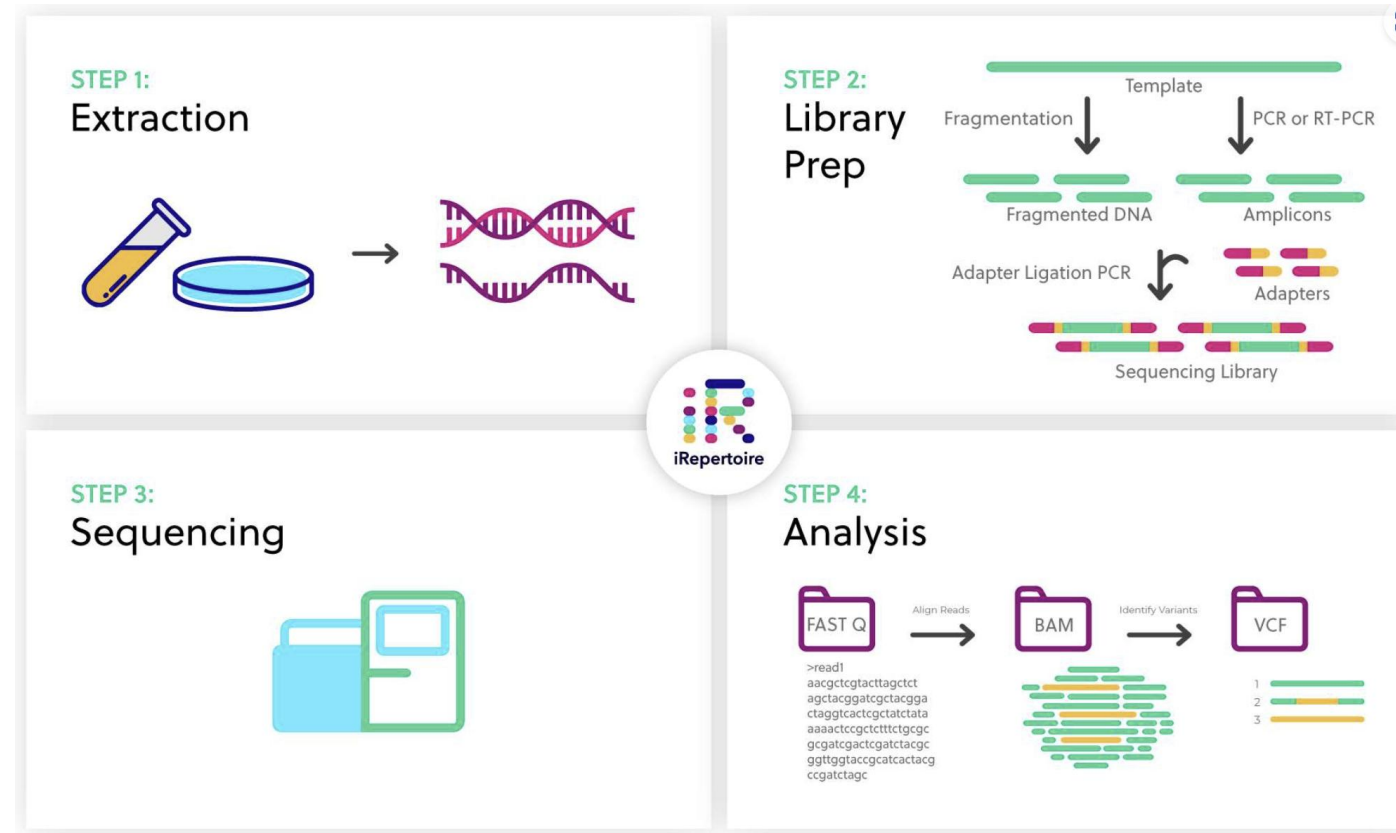 STEP 1:
Extraction
STEP 2:
Library
Prep
Template
Fragmentation
PCR or RT-PCR
Fragmented DNA
Amplicons
Adapter Ligation PCR
Adapters
Sequencing Library
iR
iRepertoire
STEP 3:
Sequencing
STEP 4:
Analysis
FAST Q
Align Reads
BAM
Identify Variants
VCF
>read1
aacgctcgtacttagctct
agctacggatcgctacgga
ctaggtcactcgctatctata
aaaactccgctctttctgcgc
gcgatcgactcgatctacgc
ggttggtaccgcatcactacg
ccgatctagc
1
2
3